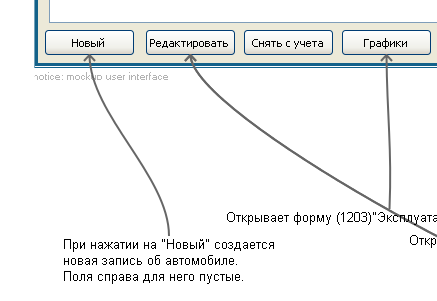 Новый Редактировать Снять с учета Графики
notice: mockup user interface
Открывает форму (1203)"Эксплуата
Откр
При нажатии на "Новый" создается
новая запись об автомобиле.
Поля справа для него пустые.